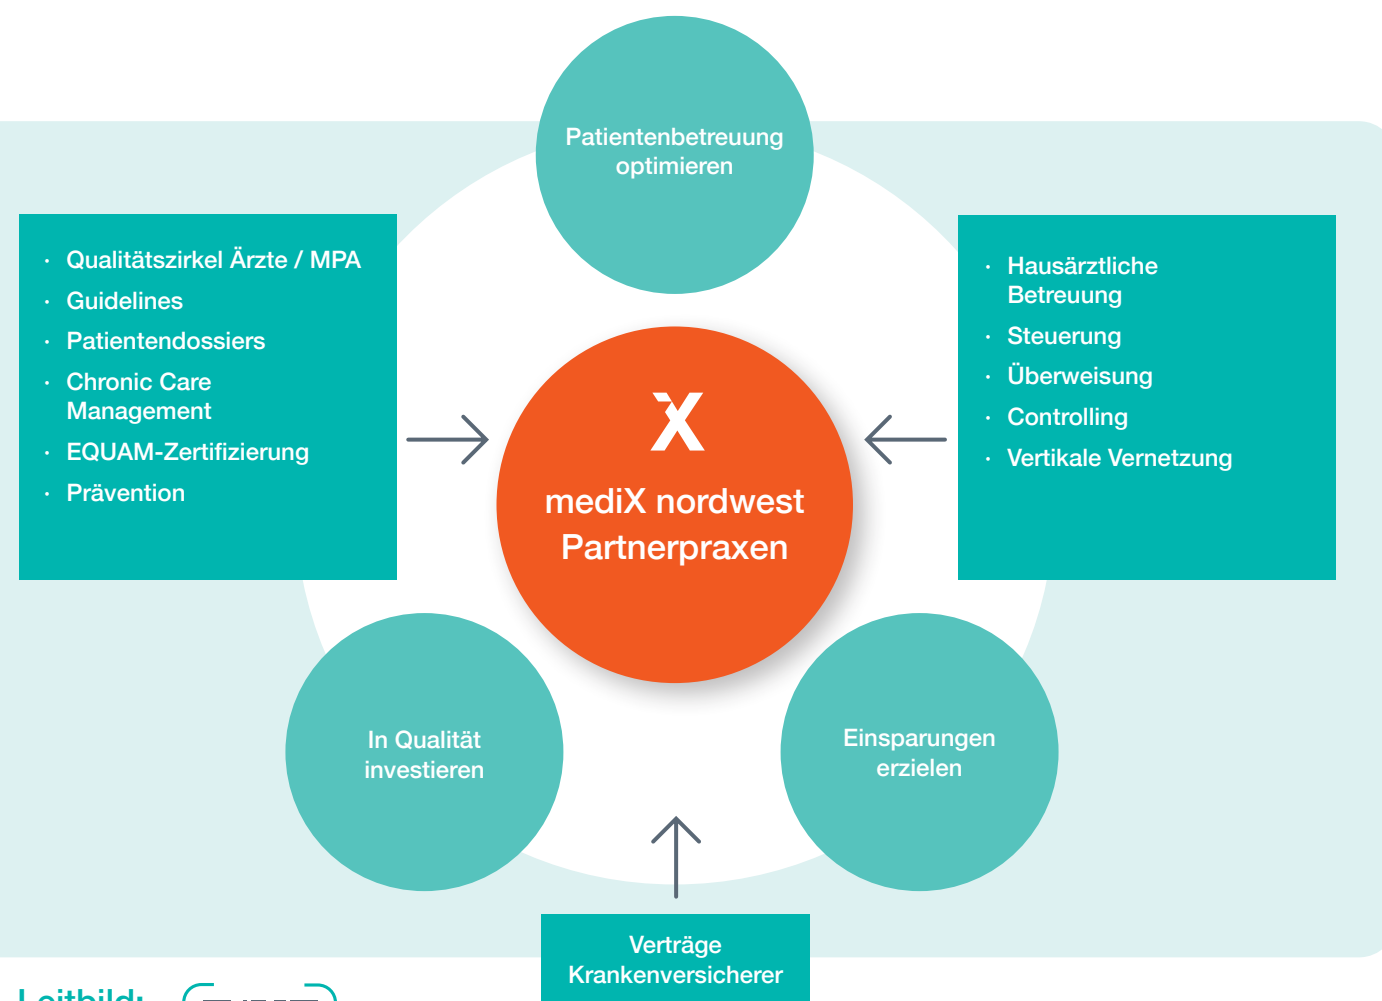 Patientenbetreuung
optimieren
· Qualitätszirkel Ärzte / MPA
· Guidelines
· Patientendossiers
· Chronic Care
Management
· EQUAM-Zertifizierung
· Prävention
· Hausärztliche
Betreuung
· Steuerung
· Überweisung
· Controlling
· Vertikale Vernetzung
X
mediX nordwest
Partnerpraxen
In Qualität
investieren
Einsparungen
erzielen
Verträge
Krankenversicherer
Leitbild: